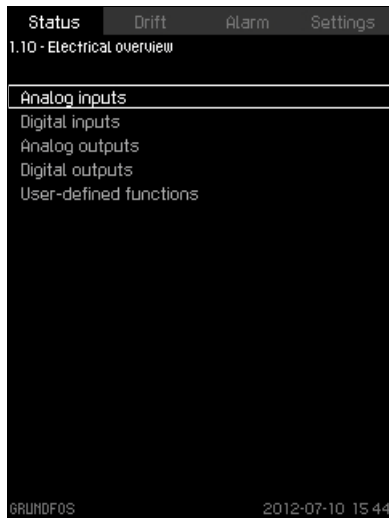 Status Drift Alarm Settings
1.10 - Electrical overview
Analog inputs
Digital inputs
Analog outputs
Digital outputs
User-defined functions
GRUNDFOS 2012-07-10 15 44